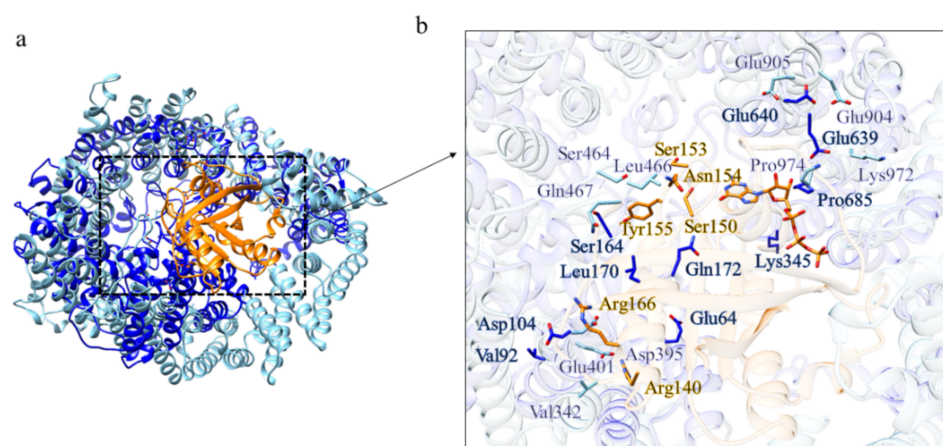 a
b
Glu905
Glu640
Glu904
Glu639
Ser153
Ser464
Leu466
Asn154
Pro974
Lys972
Gln467
Pro685
Tyr155
Ser150
Ser164
Lys345
Leu170
Gln172
Arg166
Asp104
Glu64
Val92
Glu401
Asp395
Arg140
Val342